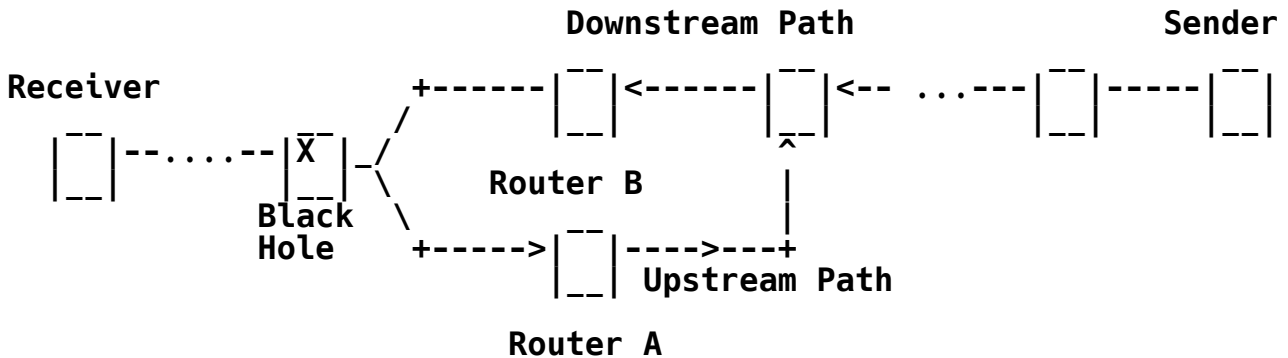 Downstream Path Sender
Receiver
...
....
X
Router B
Black
Hole
Upstream Path
Router A